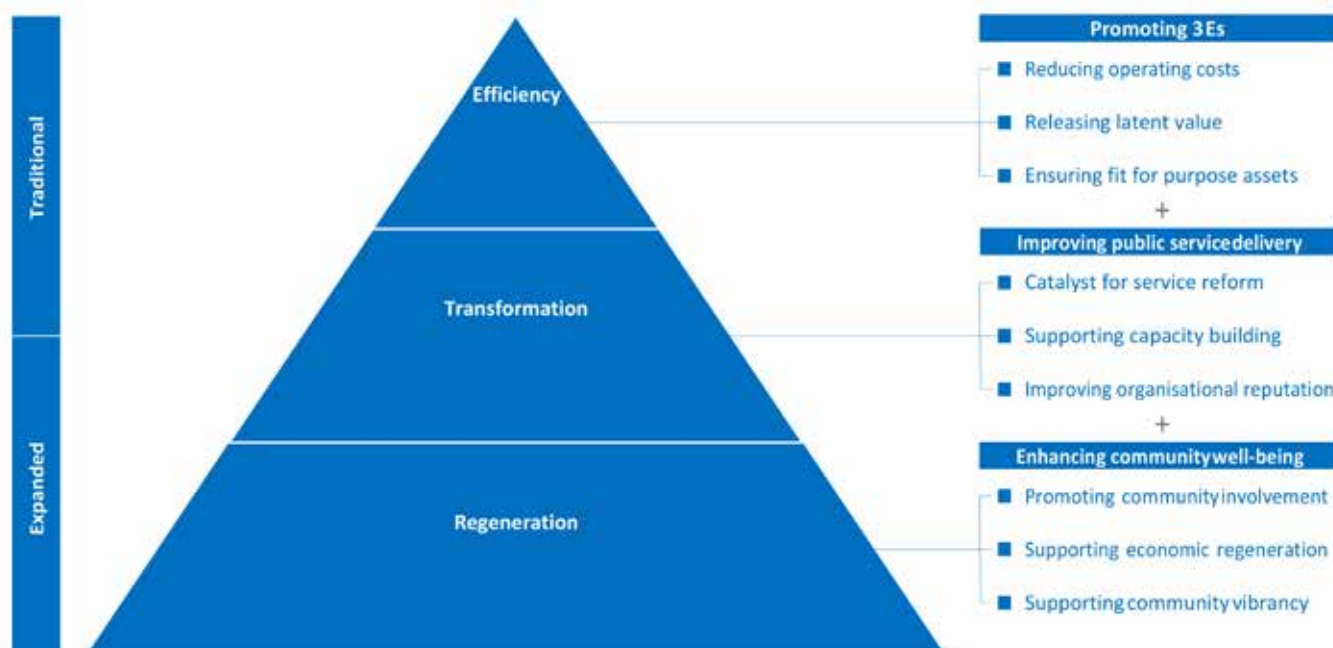 Traditional
Expanded
Efficiency
Transformation
Regeneration
Promoting 3Es
Reducing operating costs
Releasing latent value
Ensuring fit for purpose assets
+
Improving public servicedelivery
Catalyst for service reform
Supporting capacity building
Improving organisational reputation
+
Enhancing communitywell-being
Promoting communityinvolvement
Supporting economic regeneration
Supporting community vibrancy